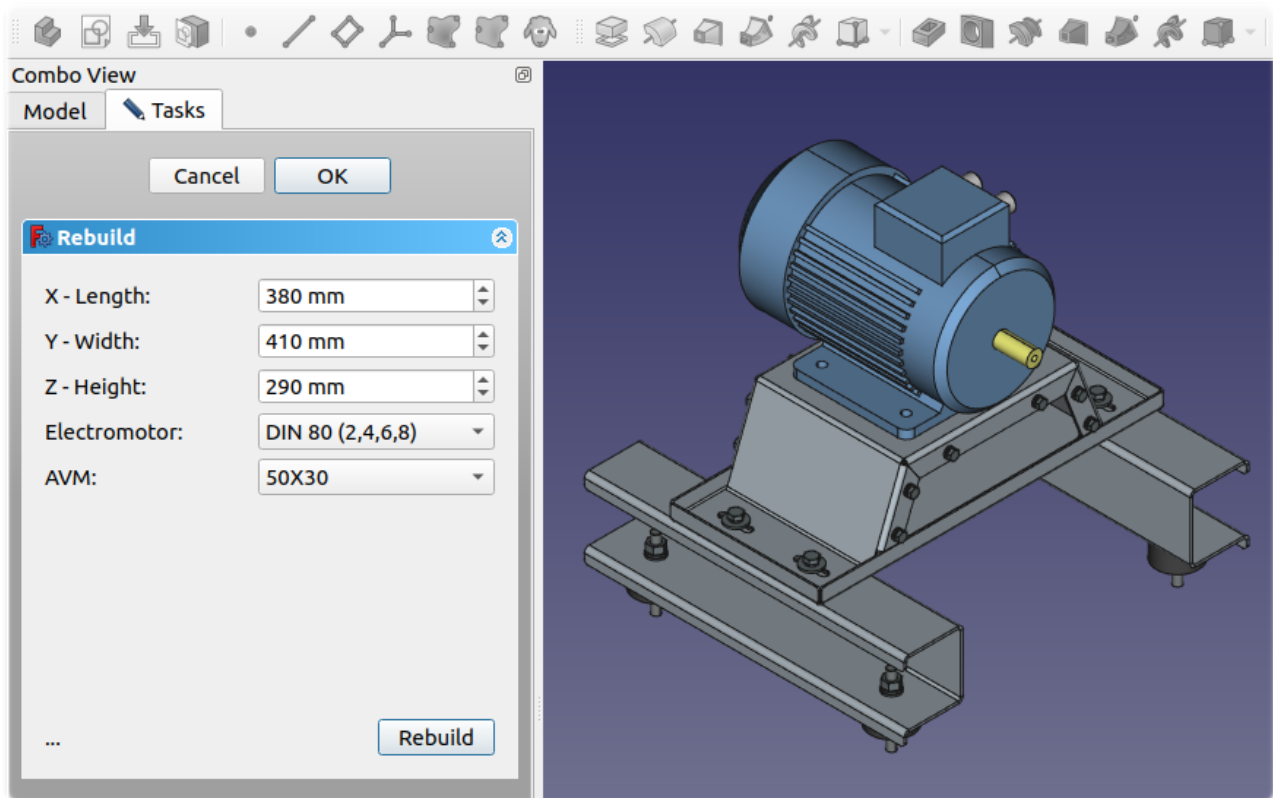 Combo View
Model
Tasks
Cancel
OK
Rebuild
X - Length:
380 mm
Y - Width:
410 mm
Z - Height:
290 mm
Electromotor:
DIN 80 (2,4,6,8)
AVM:
50X30
...
Rebuild